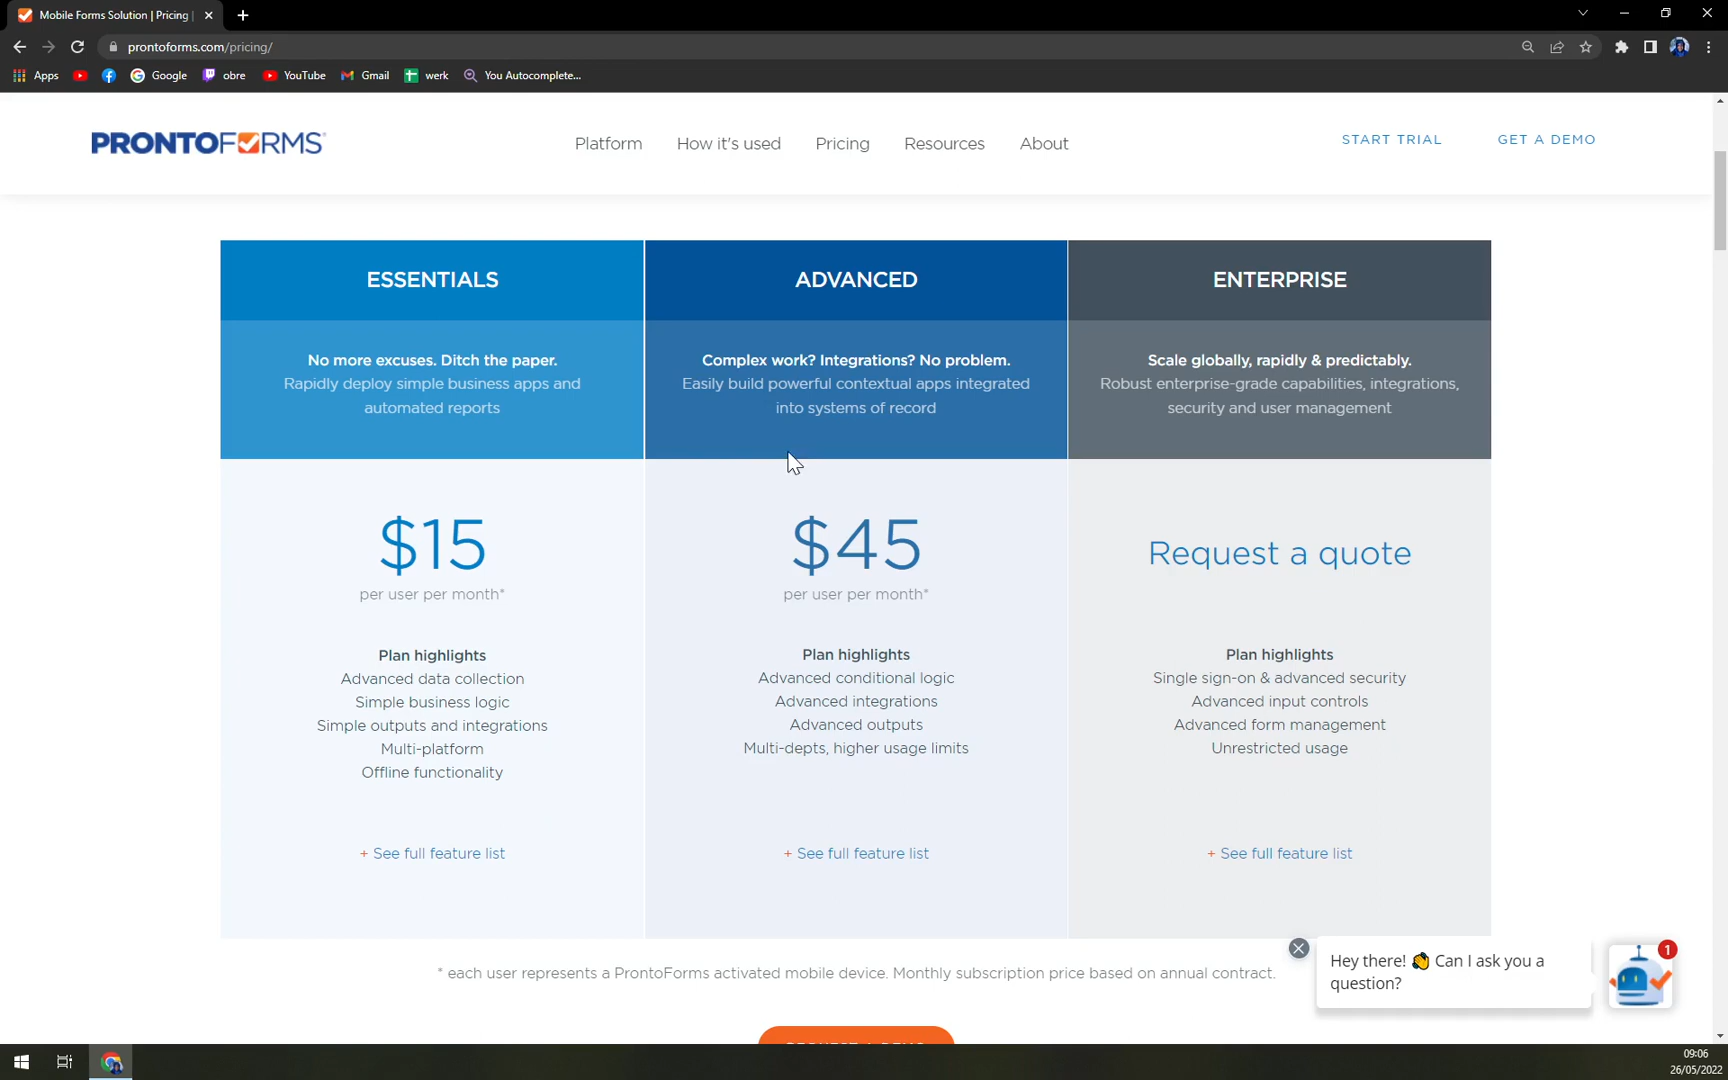 Mobile Forms Solution | Pricing |
prontoforms.com/pricing/
Apps
Google
obre
YouTube
Gmail
werk
You Autocomplete...
PRONTOFORMS
Platform
How it's used
Pricing
Resources
About
START TRIAL
GET A DEMO
ESSENTIALS
No more excuses. Ditch the paper.
Rapidly deploy simple business apps and
automated reports
$15
per user per month*
Plan highlights
Advanced data collection
Simple business logic
Simple outputs and integrations
Multi-platform
Offline functionality
+ See full feature list
ADVANCED
Complex work? Integrations? No problem.
Easily build powerful contextual apps integrated
into systems of record
$45
per user per month*
Plan highlights
Advanced conditional logic
Advanced integrations
Advanced outputs
Multi-depts, higher usage limits
+ See full feature list
ENTERPRISE
Scale globally, rapidly & predictably.
Robust enterprise-grade capabilities, integrations,
security and user management
Request a quote
Plan highlights
Single sign-on & advanced security
Advanced input controls
Advanced form management
Unrestricted usage
+ See full feature list
* each user represents a ProntoForms activated mobile device. Monthly subscription price based on annual contract.
Hey there! 👋 Can I ask you a
question?
1
09:06
26/05/2022